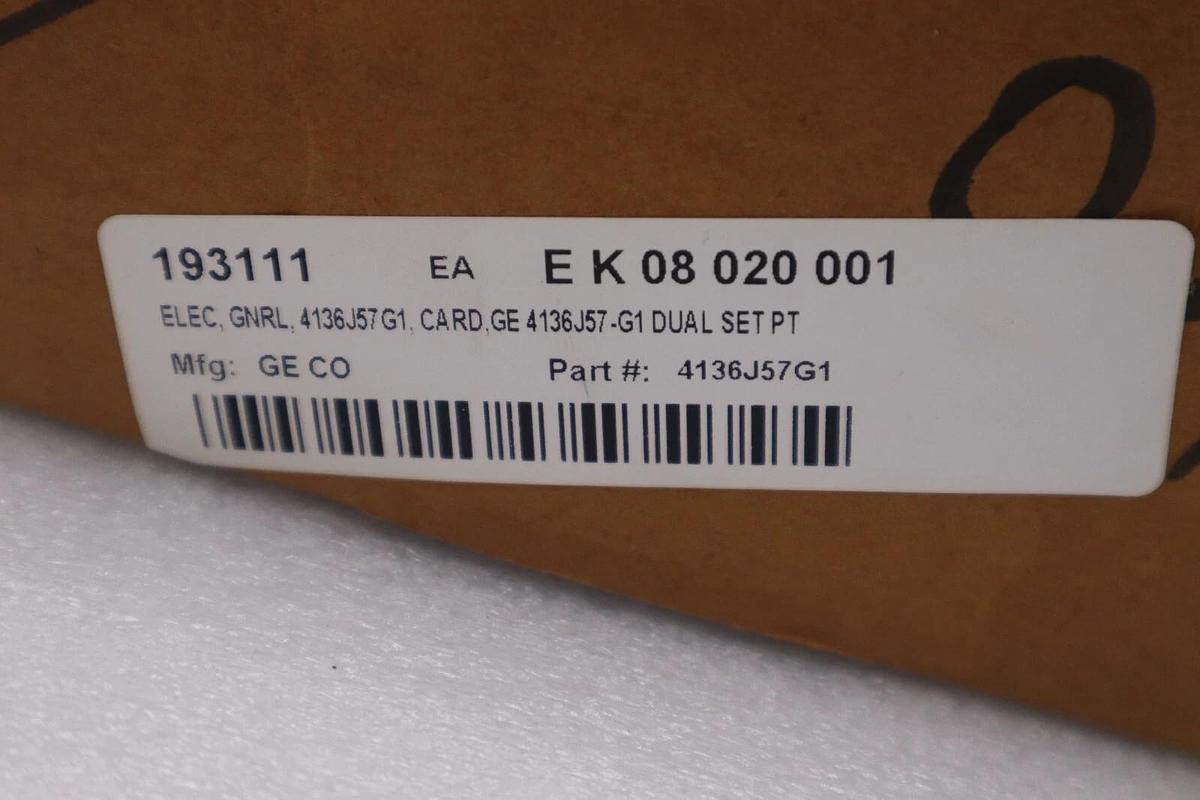 193111 EA E K 08 020 001
ELEC, GNRL, 4136J57G1, CARD,GE 4136J57-G1 DUAL SET PT
Mfg: GE CO Part #: 4136J57G1